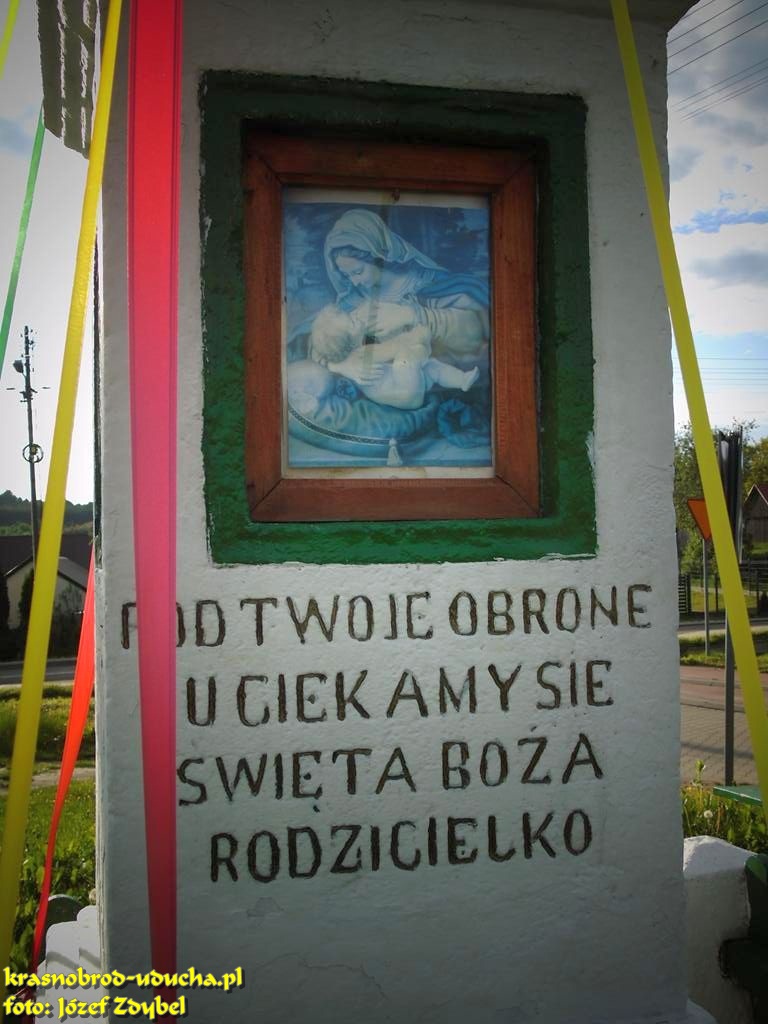 POD TWOJE OBRONE
UCIEKAMY SIE
SWIĘTA BOŻA
RODZICIELKO
krasnobrod-uducha.pl
foto: Józef Zdybel